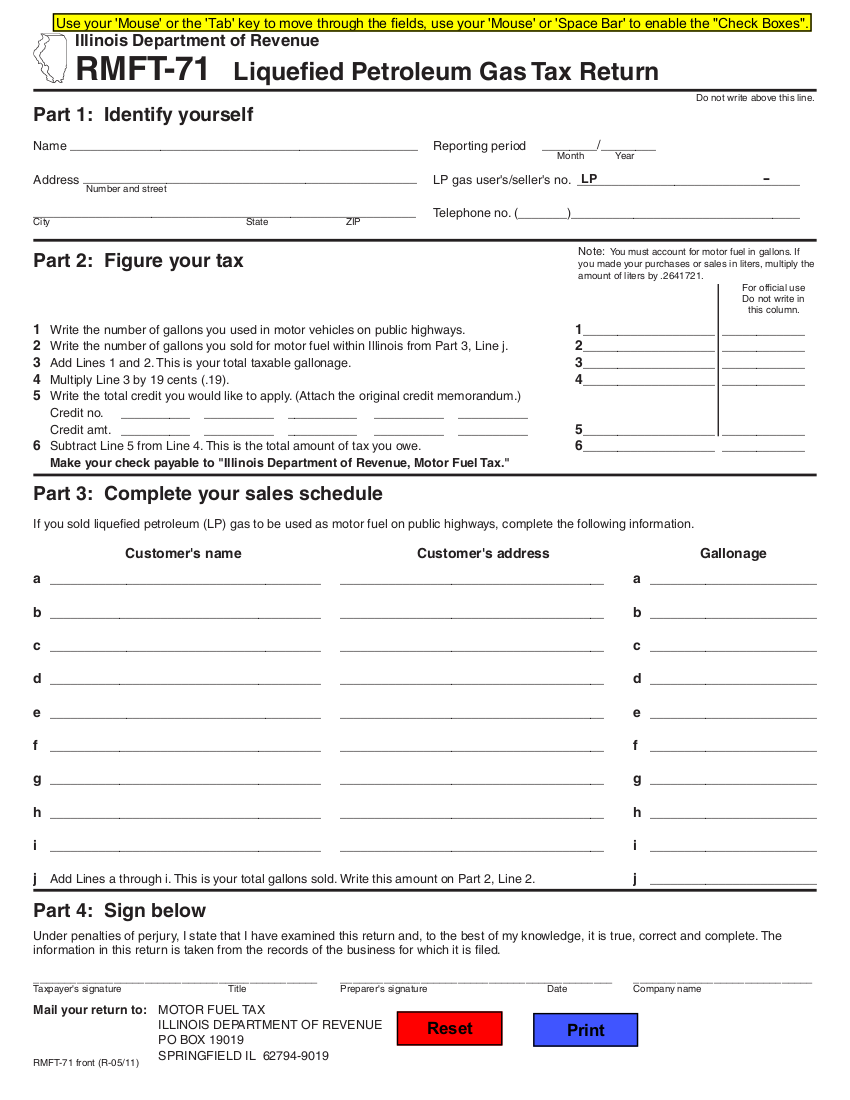 Use your 'Mouse' or the 'Tab' key to move through the fields, use your 'Mouse' or 'Space Bar' to enable the "Check Boxes".
Illinois Department of Revenue
RMFT-71 Liquefied Petroleum Gas Tax Return
Do not write above this line.
Part 1: Identify yourself
Name Reporting period /
Month Year
Address LP gas user's/seller's no. LP –
Number and street
Telephone no. ( )
City State ZIP
Part 2: Figure your tax
Note: You must account for motor fuel in gallons. If
you made your purchases or sales in liters, multiply the
amount of liters by .2641721.
For official use
Do not write in
this column.
1 Write the number of gallons you used in motor vehicles on public highways. 1
2 Write the number of gallons you sold for motor fuel within Illinois from Part 3, Line j. 2
3 Add Lines 1 and 2. This is your total taxable gallonage. 3
4 Multiply Line 3 by 19 cents (.19). 4
5 Write the total credit you would like to apply. (Attach the original credit memorandum.)
Credit no.
Credit amt. 5
6 Subtract Line 5 from Line 4. This is the total amount of tax you owe. 6
Make your check payable to "Illinois Department of Revenue, Motor Fuel Tax."
Part 3: Complete your sales schedule
If you sold liquefied petroleum (LP) gas to be used as motor fuel on public highways, complete the following information.
Customer's name Customer's address Gallonage
a a
b b
c c
d d
e e
f f
g g
h h
i i
j Add Lines a through i. This is your total gallons sold. Write this amount on Part 2, Line 2. j
Part 4: Sign below
Under penalties of perjury, I state that I have examined this return and, to the best of my knowledge, it is true, correct and complete. The
information in this return is taken from the records of the business for which it is filed.
Taxpayer's signature Title Preparer's signature Date Company name
Mail your return to: MOTOR FUEL TAX
ILLINOIS DEPARTMENT OF REVENUE
PO BOX 19019
SPRINGFIELD IL 62794-9019
Reset Print
RMFT-71 front (R-05/11)